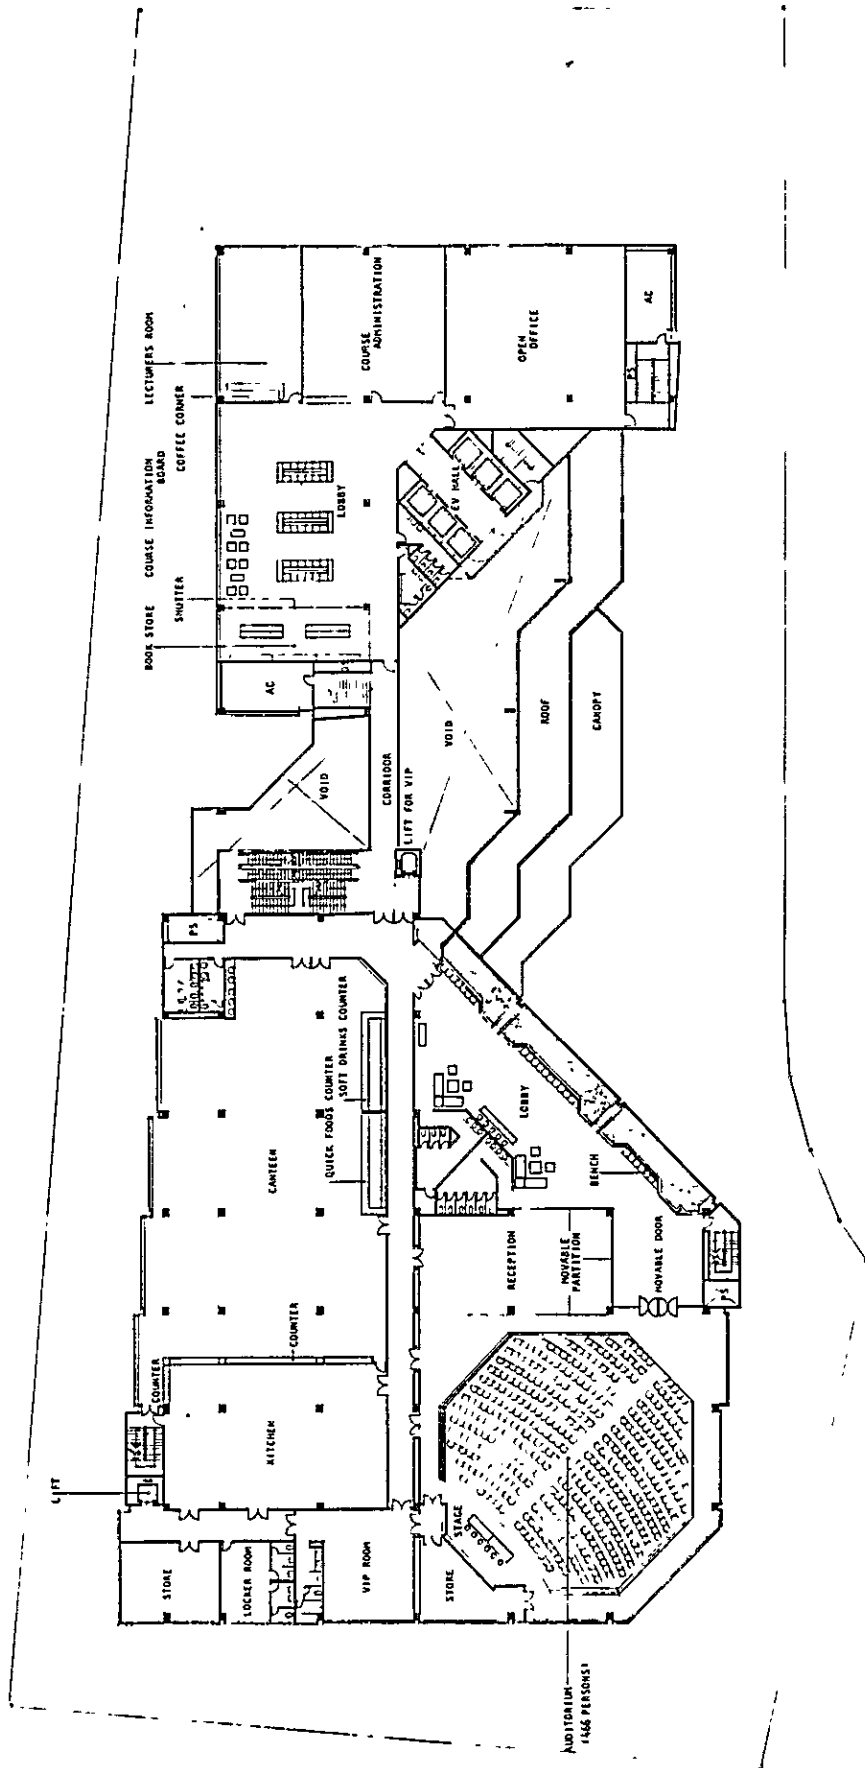 LECTURERS ROOM
COFFEE CORNER
COURSE INFORMATION
BOARD
SHUTTER
BOOK STORE
COURSE
ADMINISTRATION
OPEN
OFFICE
AC
PS
LOBBY
EV HALL
AC
VOID
CORRIDOR
LIFT FOR VIP
VOID
ROOF
CANOPY
PS
CANTEEN
QUICK FOODS COUNTER
SOFT DRINKS COUNTER
LOBBY
BENCH
COUNTER
COUNTER
KITCHEN
RECEPTION
MOVABLE
PARTITION
MOVABLE DOOR
PS
LIFT
STORE
LOCKER ROOM
VIP ROOM
STORE
STAGE
AUDITORIUM
(466 PERSONS)